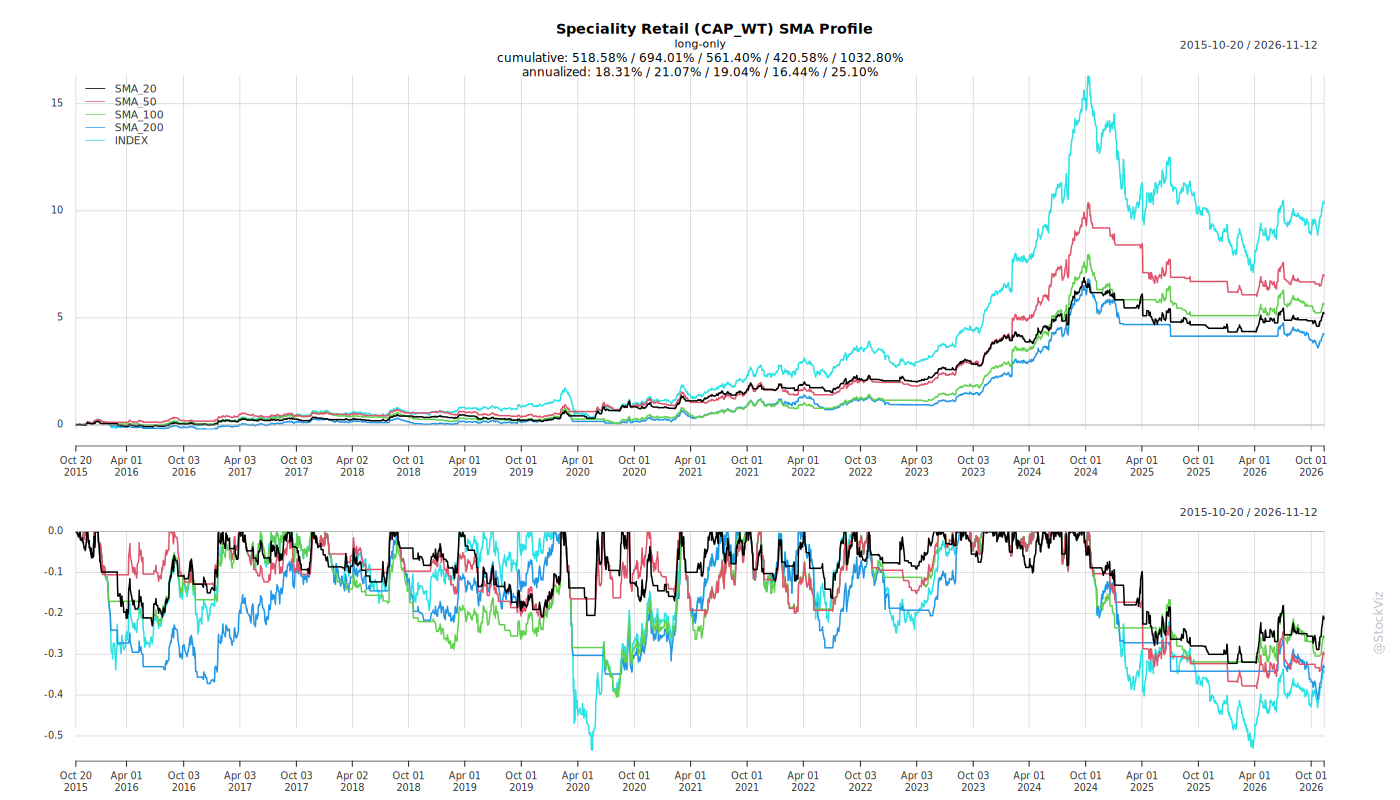 Speciality Retail (CAP_WT) SMA Profile
long-only
cumulative: 518.58% / 694.01% / 561.40% / 420.58% / 1032.80%
annualized: 18.31% / 21.07% / 19.04% / 16.44% / 25.10%
2015-10-20 / 2026-11-12
SMA_20
SMA_50
SMA_100
SMA_200
INDEX
15
10
5
0
Oct 20 Apr 01 Oct 03 Apr 03 Oct 03 Apr 02 Oct 01 Apr 01 Oct 01 Apr 01 Oct 01 Apr 01 Oct 01 Apr 01 Oct 03 Apr 03 Oct 03 Apr 01 Oct 01 Apr 01 Oct 01 Apr 01 Oct 01
2015 2016 2016 2017 2017 2018 2018 2019 2019 2020 2020 2021 2021 2022 2022 2023 2023 2024 2024 2025 2025 2026 2026
2015-10-20 / 2026-11-12
0.0
-0.1
-0.2
-0.3
-0.4
-0.5
Oct 20 Apr 01 Oct 03 Apr 03 Oct 03 Apr 02 Oct 01 Apr 01 Oct 01 Apr 01 Oct 01 Apr 01 Oct 01 Apr 01 Oct 03 Apr 03 Oct 03 Apr 01 Oct 01 Apr 01 Oct 01 Apr 01 Oct 01
2015 2016 2016 2017 2017 2018 2018 2019 2019 2020 2020 2021 2021 2022 2022 2023 2023 2024 2024 2025 2025 2026 2026
@StockViz